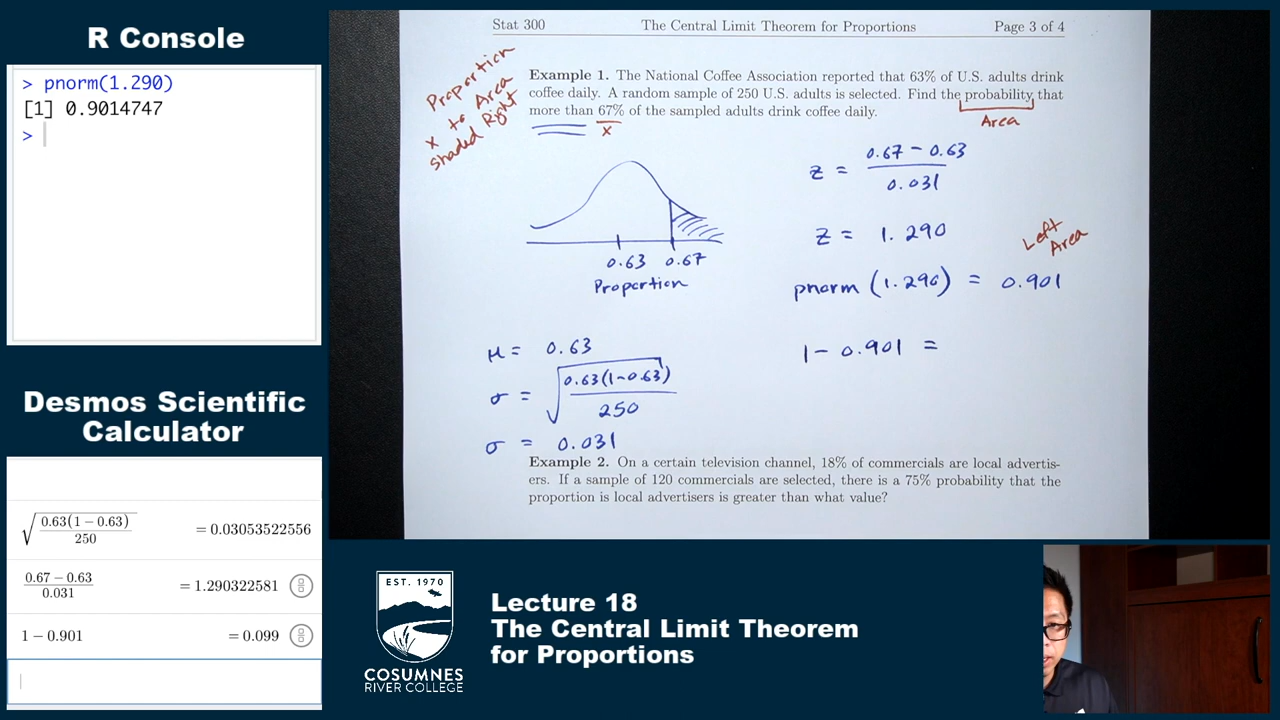 R Console
> pnorm(1.290)
[1] 0.9014747
>
Desmos Scientific
Calculator
√(0.63(1 − 0.63)/250) = 0.03053522556
(0.67 − 0.63)/0.031 = 1.290322581
1 − 0.901 = 0.099
Stat 300 The Central Limit Theorem for Proportions Page 3 of 4
Proportion
x to Area
shaded Right
Example 1. The National Coffee Association reported that 63% of U.S. adults drink
coffee daily. A random sample of 250 U.S. adults is selected. Find the probability that
more than 67% of the sampled adults drink coffee daily.
x
Area
0.63 0.67
Proportion
μ = 0.63
σ = √(0.63(1-0.63)/250)
σ = 0.031
z = (0.67 - 0.63)/0.031
z = 1.290
Left
Area
pnorm (1.290) = 0.901
1 - 0.901 =
Example 2. On a certain television channel, 18% of commercials are local advertis-
ers. If a sample of 120 commercials are selected, there is a 75% probability that the
proportion is local advertisers is greater than what value?
EST. 1970
COSUMNES
RIVER COLLEGE
Lecture 18
The Central Limit Theorem
for Proportions